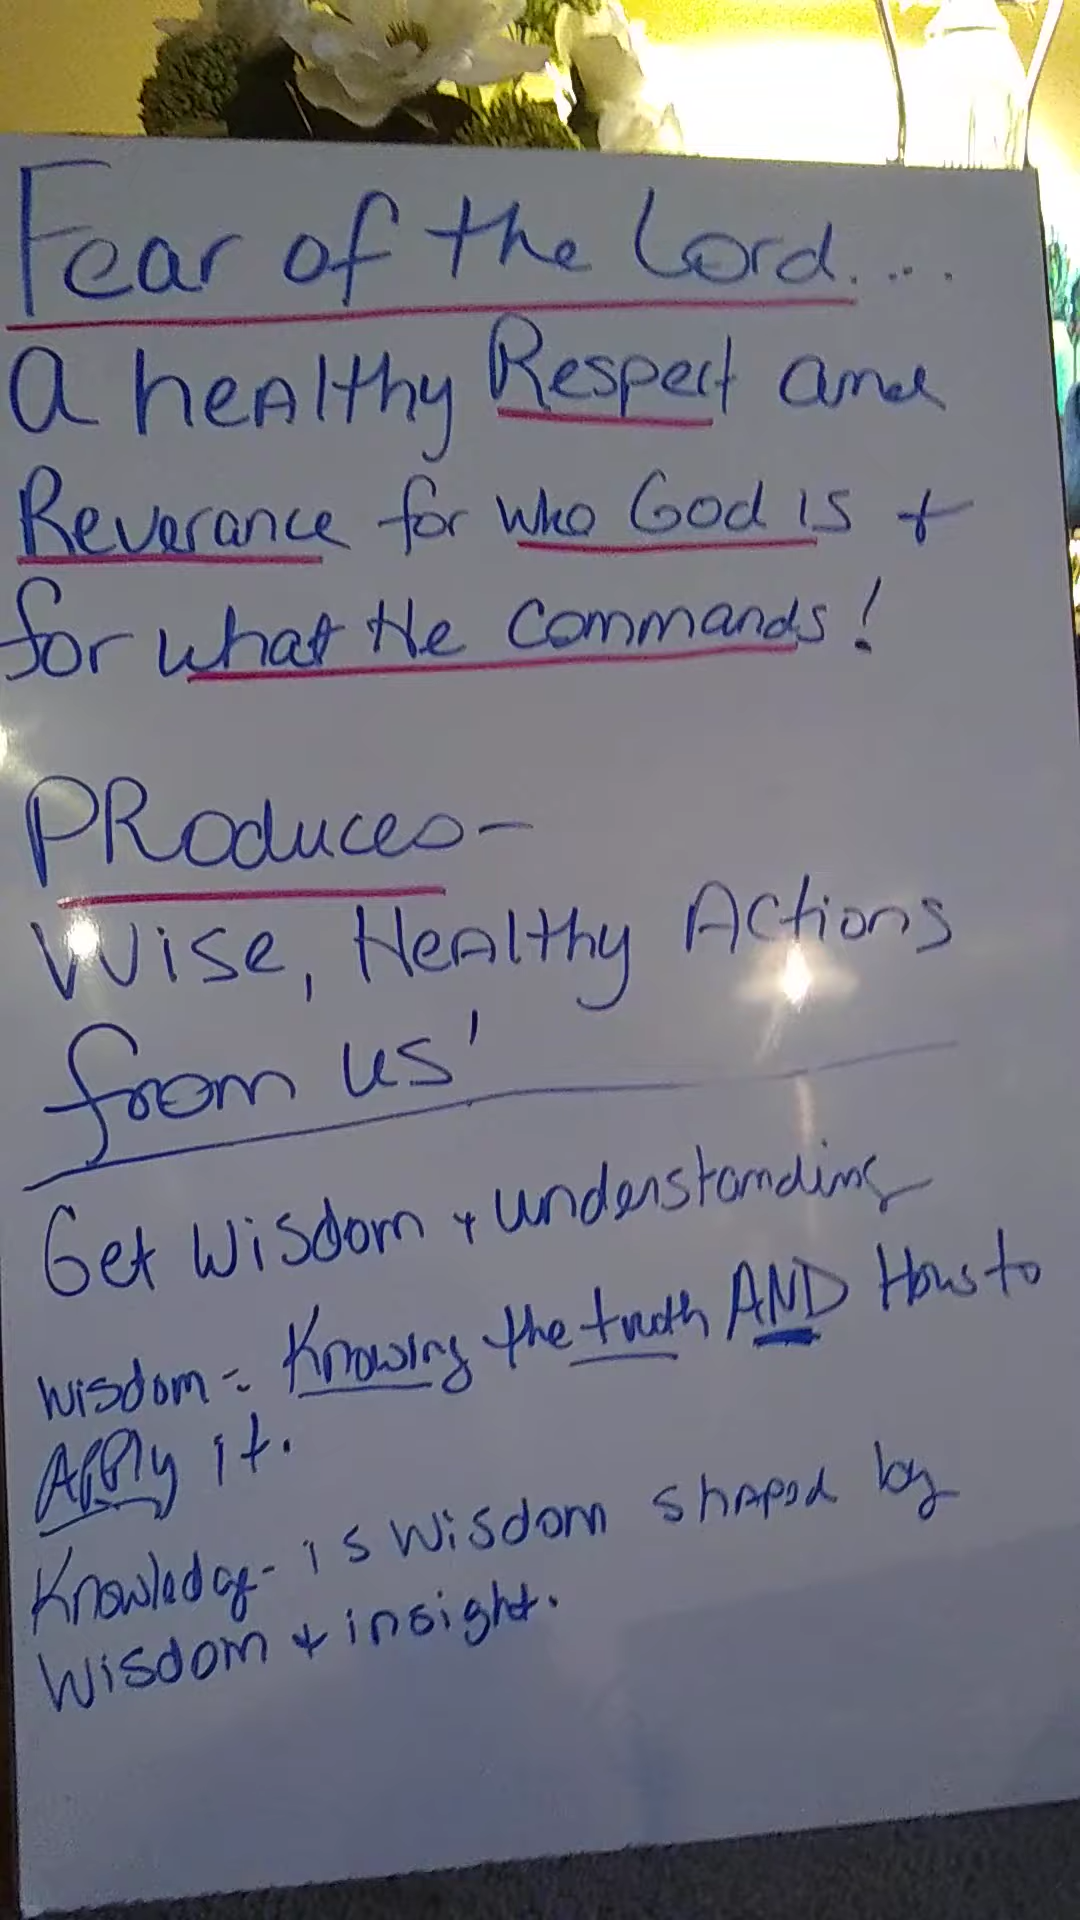 Fear of the Lord....
A healthy Respect and
Reverance for who God is +
for what He commands!
Produces-
Wise, Healthy Actions
from us'
Get Wisdom + understanding
Wisdom = Knowing the truth AND How to
Apply it.
Knowledge - is Wisdom shaped by
Wisdom + insight.